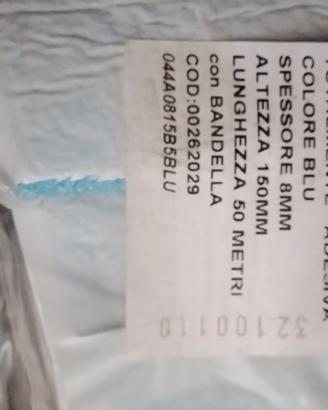 COLORE BLU
SPESSORE 8MM
ALTEZZA 150MM
LUNGHEZZA 50 METRI
con BANDELLA
COD:00262029
044A0815B5BLU